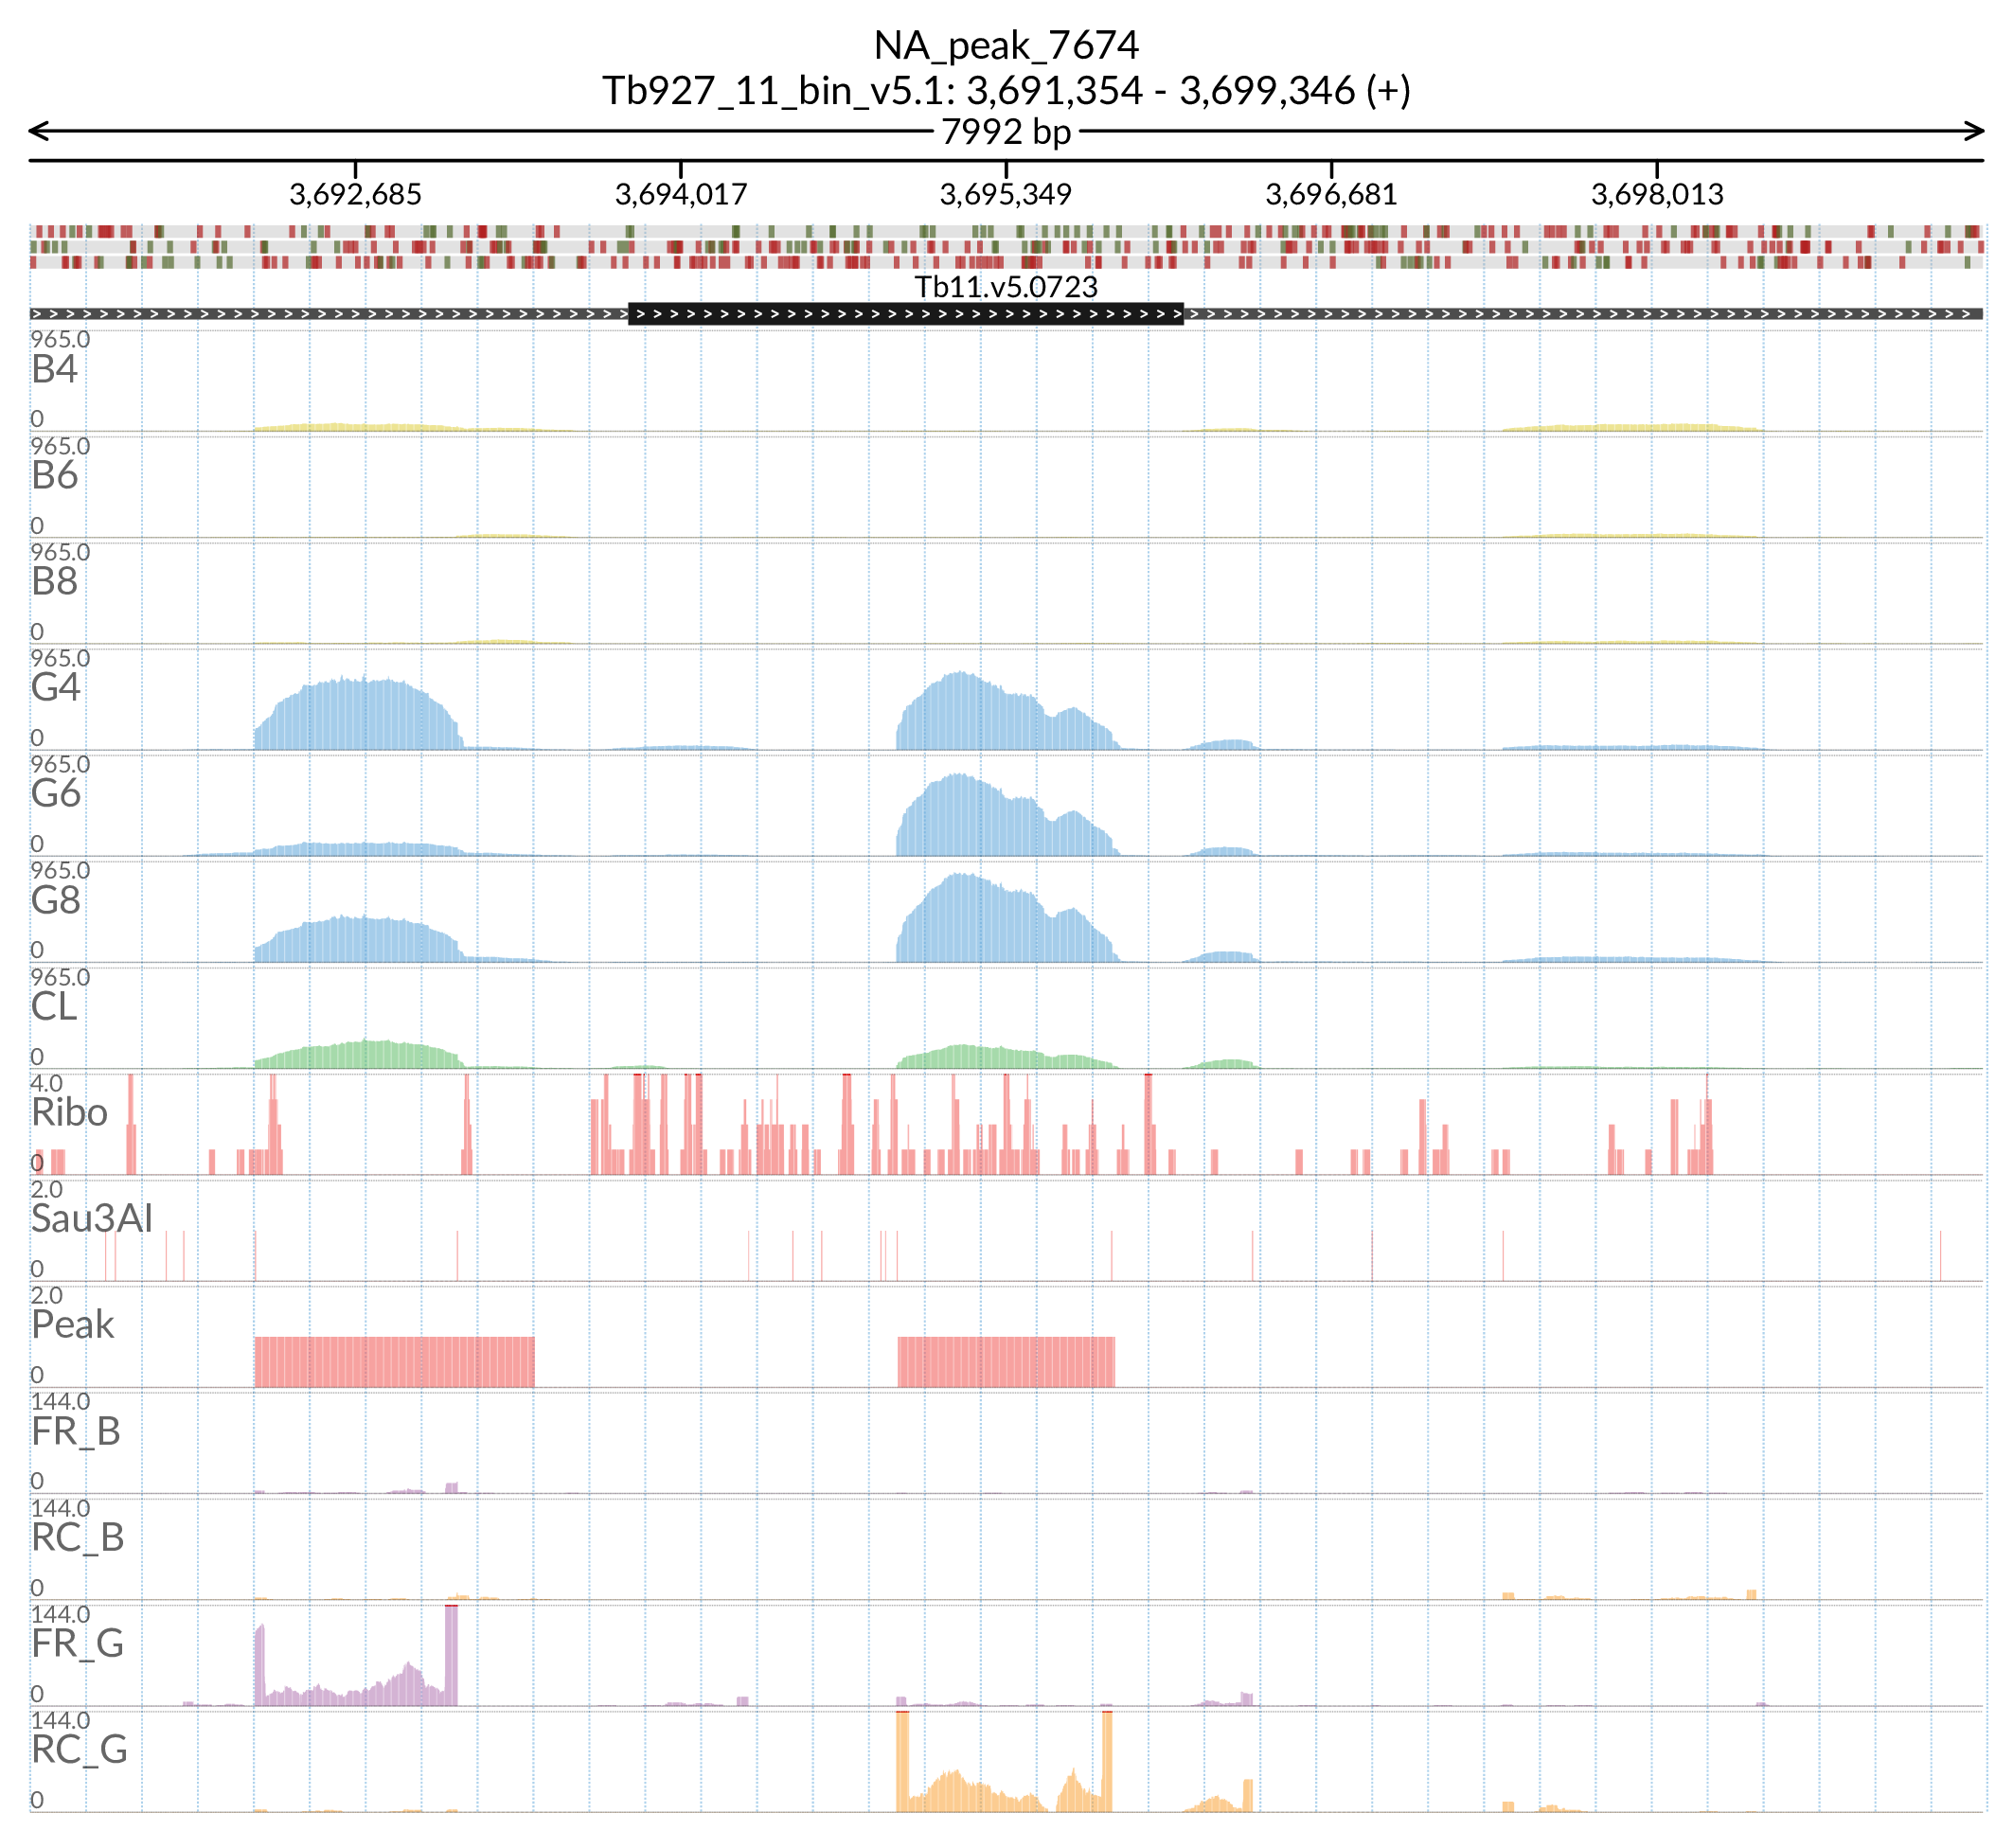 NA_peak_7674
Tb927_11_bin_v5.1: 3,691,354 - 3,699,346 (+)
7992 bp
3,692,685 3,694,017 3,695,349 3,696,681 3,698,013
Tb11.v5.0723
965.0
B4
0
965.0
B6
0
965.0
B8
0
965.0
G4
0
965.0
G6
0
965.0
G8
0
965.0
CL
0
4.0
Ribo
0
2.0
Sau3AI
0
2.0
Peak
0
144.0
FR_B
0
144.0
RC_B
0
144.0
FR_G
0
144.0
RC_G
0